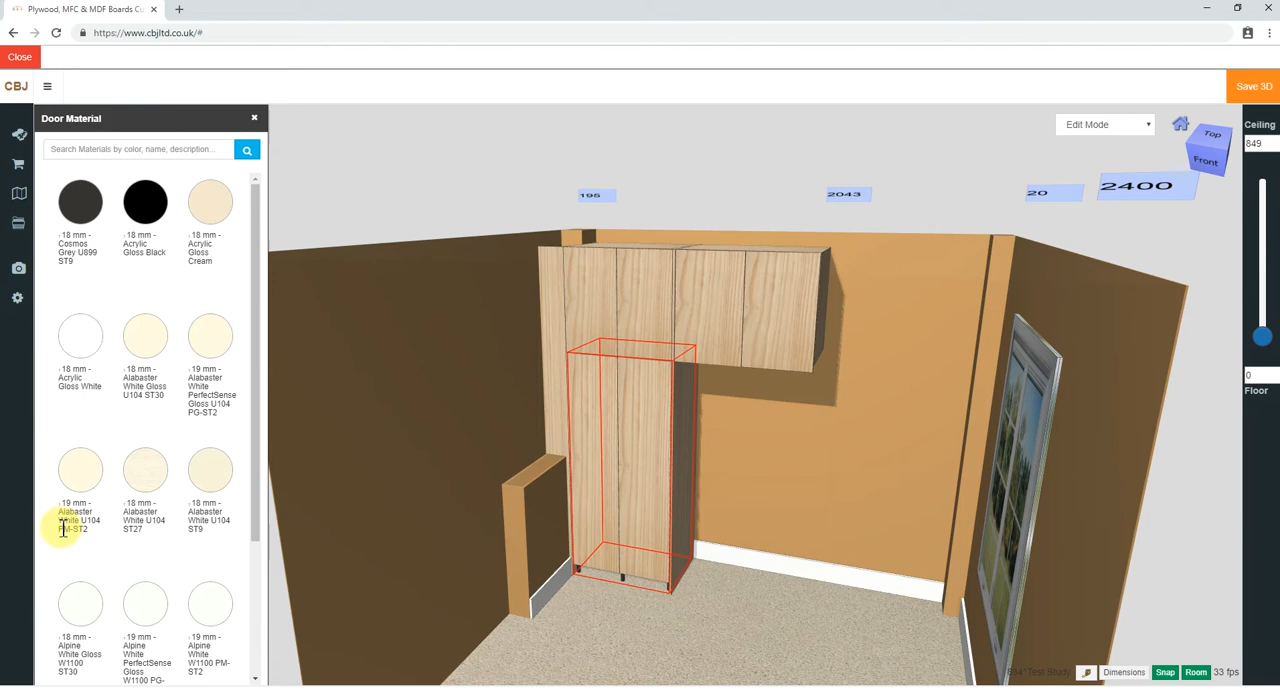 Plywood, MFC & MDF Boards Cu
https://www.cbjltd.co.uk/#
Close
CBJ
Save 3D
Door Material
Search Materials by color, name, description...
18 mm -
Cosmos
Grey U899
ST9
18 mm -
Acrylic
Gloss Black
18 mm -
Acrylic
Gloss
Cream
18 mm -
Acrylic
Gloss White
18 mm -
Alabaster
White Gloss
U104 ST30
19 mm -
Alabaster
White
PerfectSense
Gloss U104
PG-ST2
19 mm -
Alabaster
White U104
PM-ST2
18 mm -
Alabaster
White U104
ST27
18 mm -
Alabaster
White U104
ST9
18 mm -
Alpine
White Gloss
W1100
ST30
19 mm -
Alpine
White
PerfectSense
Gloss
W1100 PG-
19 mm -
Alpine
White
W1100 PM-
ST2
Edit Mode
Top
Front
195
2043
20
2400
Ceiling
849
0
Floor
Test Study
Dimensions
Snap
Room
33 fps